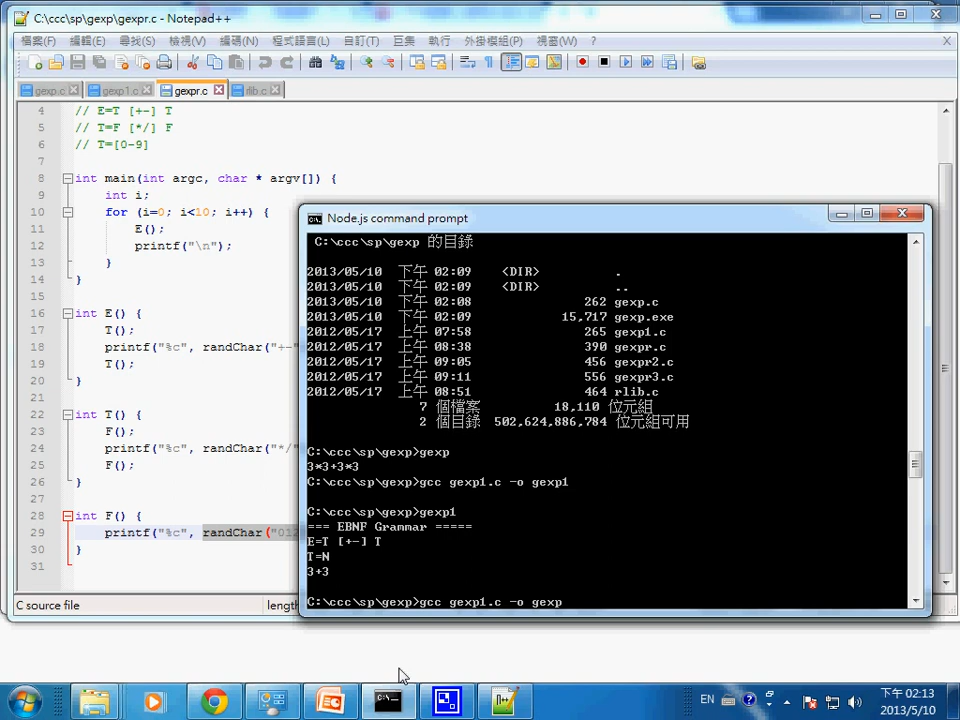 C:\ccc\sp\gexp\gexpr.c - Notepad++
檔案(F) 編輯(E) 尋找(S) 檢視(V) 編碼(N) 程式語言(L) 自訂(T) 巨集 執行 外掛模組(P) 視窗(W) ? X
gexp.c gexp1.c gexpr.c rlib.c
4 // E=T [+-] T
5 // T=F [*/] F
6 // T=[0-9]
7
8 int main(int argc, char * argv[]) {
9 int i;
10 for (i=0; i<10; i++) {
11 E();
12 printf("\n");
13 }
14 }
15
16 int E() {
17 T();
18 printf("%c", randChar("+-"
19 T();
20 }
21
22 int T() {
23 F();
24 printf("%c", randChar("*/"
25 F();
26 }
27
28 int F() {
29 printf("%c", randChar("012
30 }
31
C source file length
Node.js command prompt
C:\ccc\sp\gexp 的目錄
2013/05/10 下午 02:09 <DIR> .
2013/05/10 下午 02:09 <DIR> ..
2013/05/10 下午 02:08 262 gexp.c
2013/05/10 下午 02:09 15,717 gexp.exe
2012/05/17 上午 07:58 265 gexp1.c
2012/05/17 上午 08:38 390 gexpr.c
2012/05/17 上午 09:05 456 gexpr2.c
2012/05/17 上午 09:11 556 gexpr3.c
2012/05/17 上午 08:51 464 rlib.c
7 個檔案 18,110 位元組
2 個目錄 502,624,886,784 位元組可用
C:\ccc\sp\gexp>gexp
3*3+3*3
C:\ccc\sp\gexp>gcc gexp1.c -o gexp1
C:\ccc\sp\gexp>gexp1
=== EBNF Grammar =====
E=T [+-] T
T=N
3+3
C:\ccc\sp\gexp>gcc gexp1.c -o gexp
EN
下午 02:13
2013/5/10